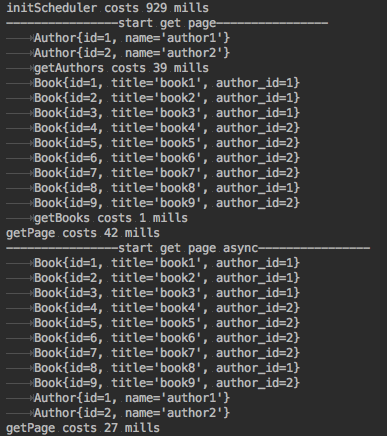 initScheduler costs 929 mills
————————————————start get page————————————————
Author{id=1, name='author1'}
Author{id=2, name='author2'}
getAuthors costs 39 mills
Book{id=1, title='book1', author_id=1}
Book{id=2, title='book2', author_id=1}
Book{id=3, title='book3', author_id=1}
Book{id=4, title='book4', author_id=2}
Book{id=5, title='book5', author_id=2}
Book{id=6, title='book6', author_id=2}
Book{id=7, title='book7', author_id=2}
Book{id=8, title='book8', author_id=1}
Book{id=9, title='book9', author_id=2}
getBooks costs 1 mills
getPage costs 42 mills
————————————————start get page async————————————————
Book{id=1, title='book1', author_id=1}
Book{id=2, title='book2', author_id=1}
Book{id=3, title='book3', author_id=1}
Book{id=4, title='book4', author_id=2}
Book{id=5, title='book5', author_id=2}
Book{id=6, title='book6', author_id=2}
Book{id=7, title='book7', author_id=2}
Book{id=8, title='book8', author_id=1}
Book{id=9, title='book9', author_id=2}
Author{id=1, name='author1'}
Author{id=2, name='author2'}
getPage costs 27 mills